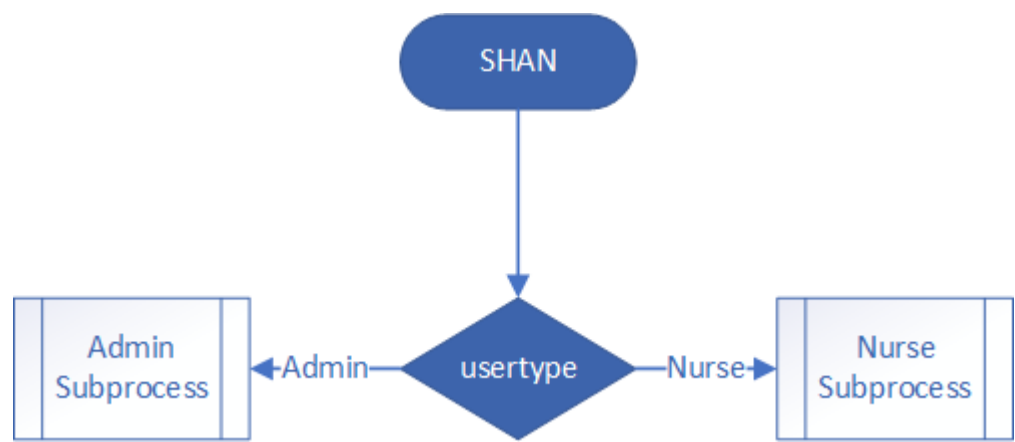 SHAN
Admin
Subprocess
Admin
usertype
Nurse
Nurse
Subprocess